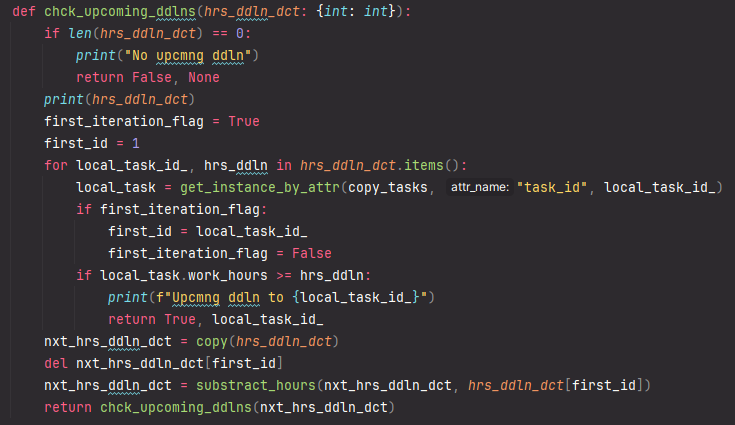 def chck_upcoming_ddlns(hrs_ddln_dct: {int: int}):
    if len(hrs_ddln_dct) == 0:
        print("No upcmng ddln")
        return False, None
    print(hrs_ddln_dct)
    first_iteration_flag = True
    first_id = 1
    for local_task_id_, hrs_ddln in hrs_ddln_dct.items():
        local_task = get_instance_by_attr(copy_tasks, attr_name: "task_id", local_task_id_)
        if first_iteration_flag:
            first_id = local_task_id_
            first_iteration_flag = False
        if local_task.work_hours >= hrs_ddln:
            print(f"Upcmng ddln to {local_task_id_}")
            return True, local_task_id_
    nxt_hrs_ddln_dct = copy(hrs_ddln_dct)
    del nxt_hrs_ddln_dct[first_id]
    nxt_hrs_ddln_dct = substract_hours(nxt_hrs_ddln_dct, hrs_ddln_dct[first_id])
    return chck_upcoming_ddlns(nxt_hrs_ddln_dct)